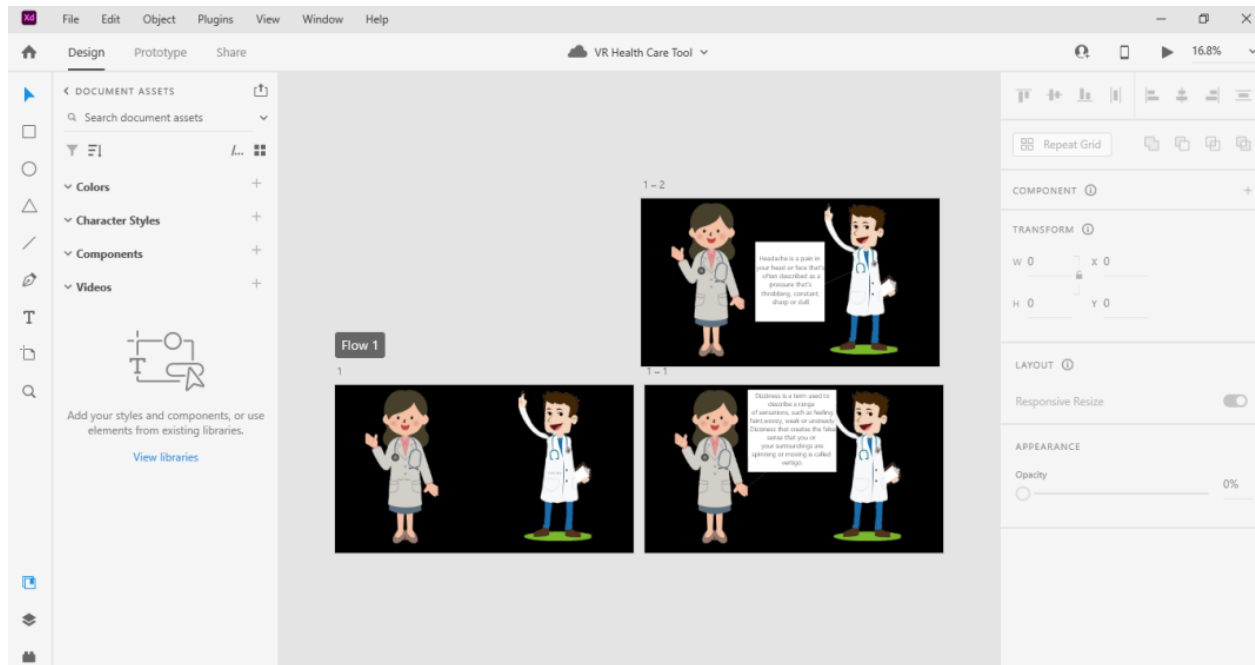 Xd File Edit Object Plugins View Window Help
Design Prototype Share
VR Health Care Tool
16.8%
DOCUMENT ASSETS
Search document assets
/...
Colors
Character Styles
Components
Videos
Add your styles and components, or use
elements from existing libraries.
View libraries
1 – 2
Headache is a pain in
your head or face that's
often described as a
pressure that's
throbbing, constant,
sharp or dull.
Flow 1
1
1 – 1
Dizziness is a term used to
describe a range
of sensations, such as feeling
faint,woozy, weak or unsteady
Dizziness that creates the false
sense that you or
your surroundings are
spinning or moving is called
vertigo.
Repeat Grid
COMPONENT
TRANSFORM
W 0 X 0
H 0 Y 0
LAYOUT
Responsive Resize
APPEARANCE
Opacity
0%